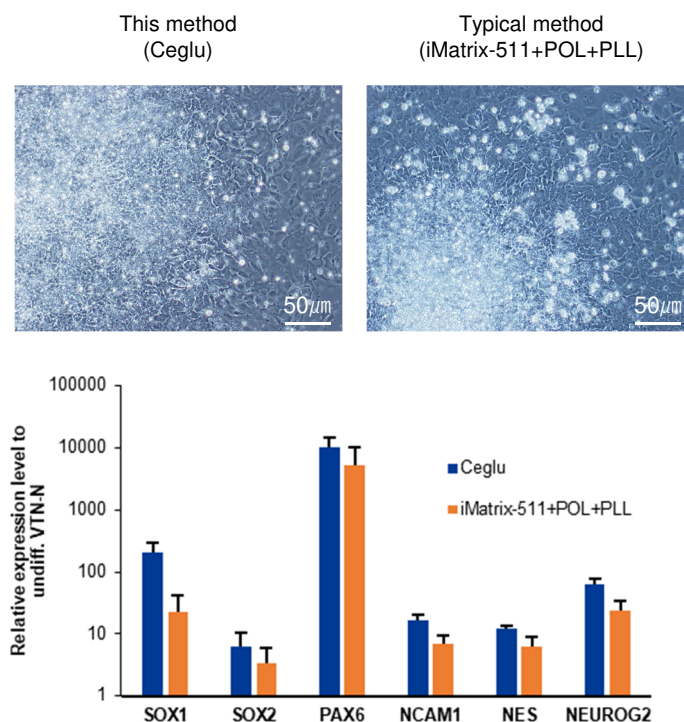 This method
(Ceglu)
Typical method
(iMatrix-511+POL+PLL)
50㎛
50㎛
Relative expression level to
undiff. VTN-N
100000
10000
1000
100
10
1
Ceglu
iMatrix-511+POL+PLL
SOX1 SOX2 PAX6 NCAM1 NES NEUROG2